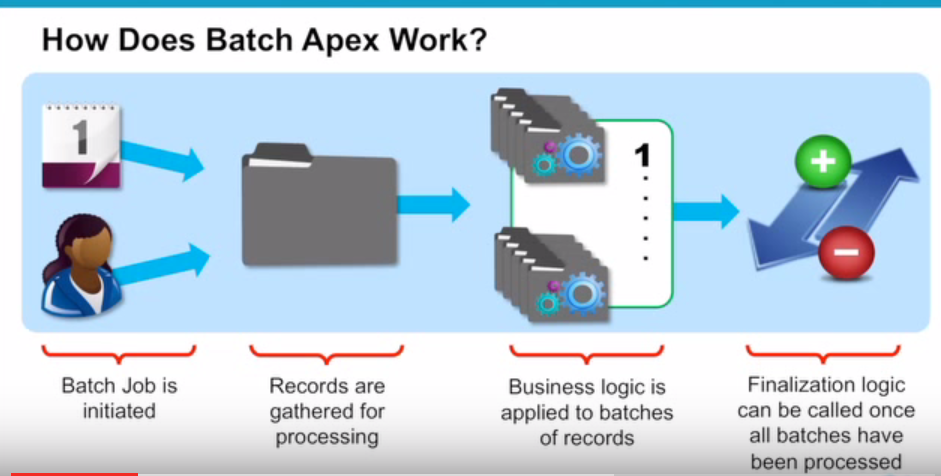 How Does Batch Apex Work?
1
1
Batch Job is
initiated
Records are
gathered for
processing
Business logic is
applied to batches
of records
Finalization logic
can be called once
all batches have
been processed